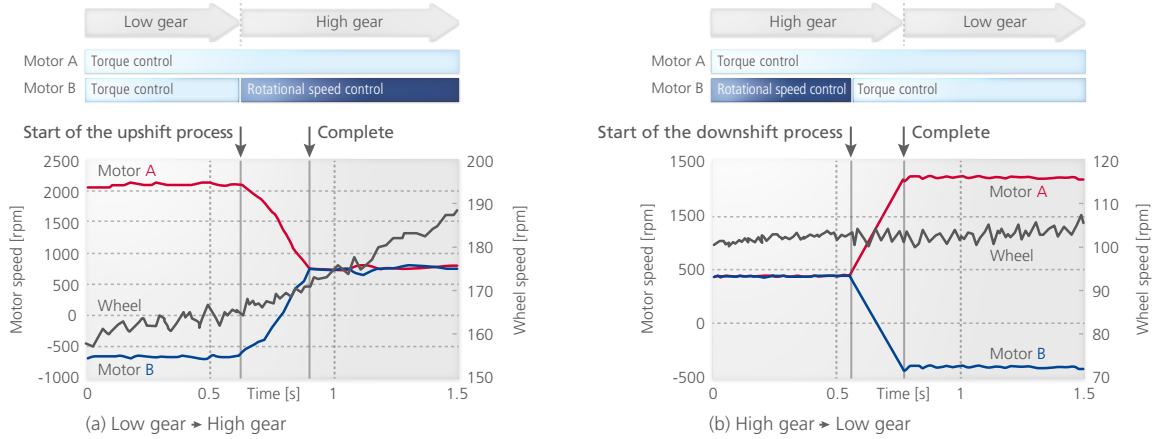 Low gear
High gear
Motor A
Torque control
Motor B
Torque control
Rotational speed control
Start of the upshift process
Complete
2500
2000
1500
1000
500
0
-500
-1000
Motor speed [rpm]
200
190
180
170
160
150
Wheel speed [rpm]
Motor A
Wheel
Motor B
0
0.5
Time [s]
1
1.5
(a) Low gear → High gear
High gear
Low gear
Motor A
Torque control
Motor B
Rotational speed control
Torque control
Start of the downshift process
Complete
1500
1500
500
0
-500
Motor speed [rpm]
120
110
100
90
80
70
Wheel speed [rpm]
Motor A
Wheel
Motor B
0
0.5
Time [s]
1
1.5
(b) High gear → Low gear